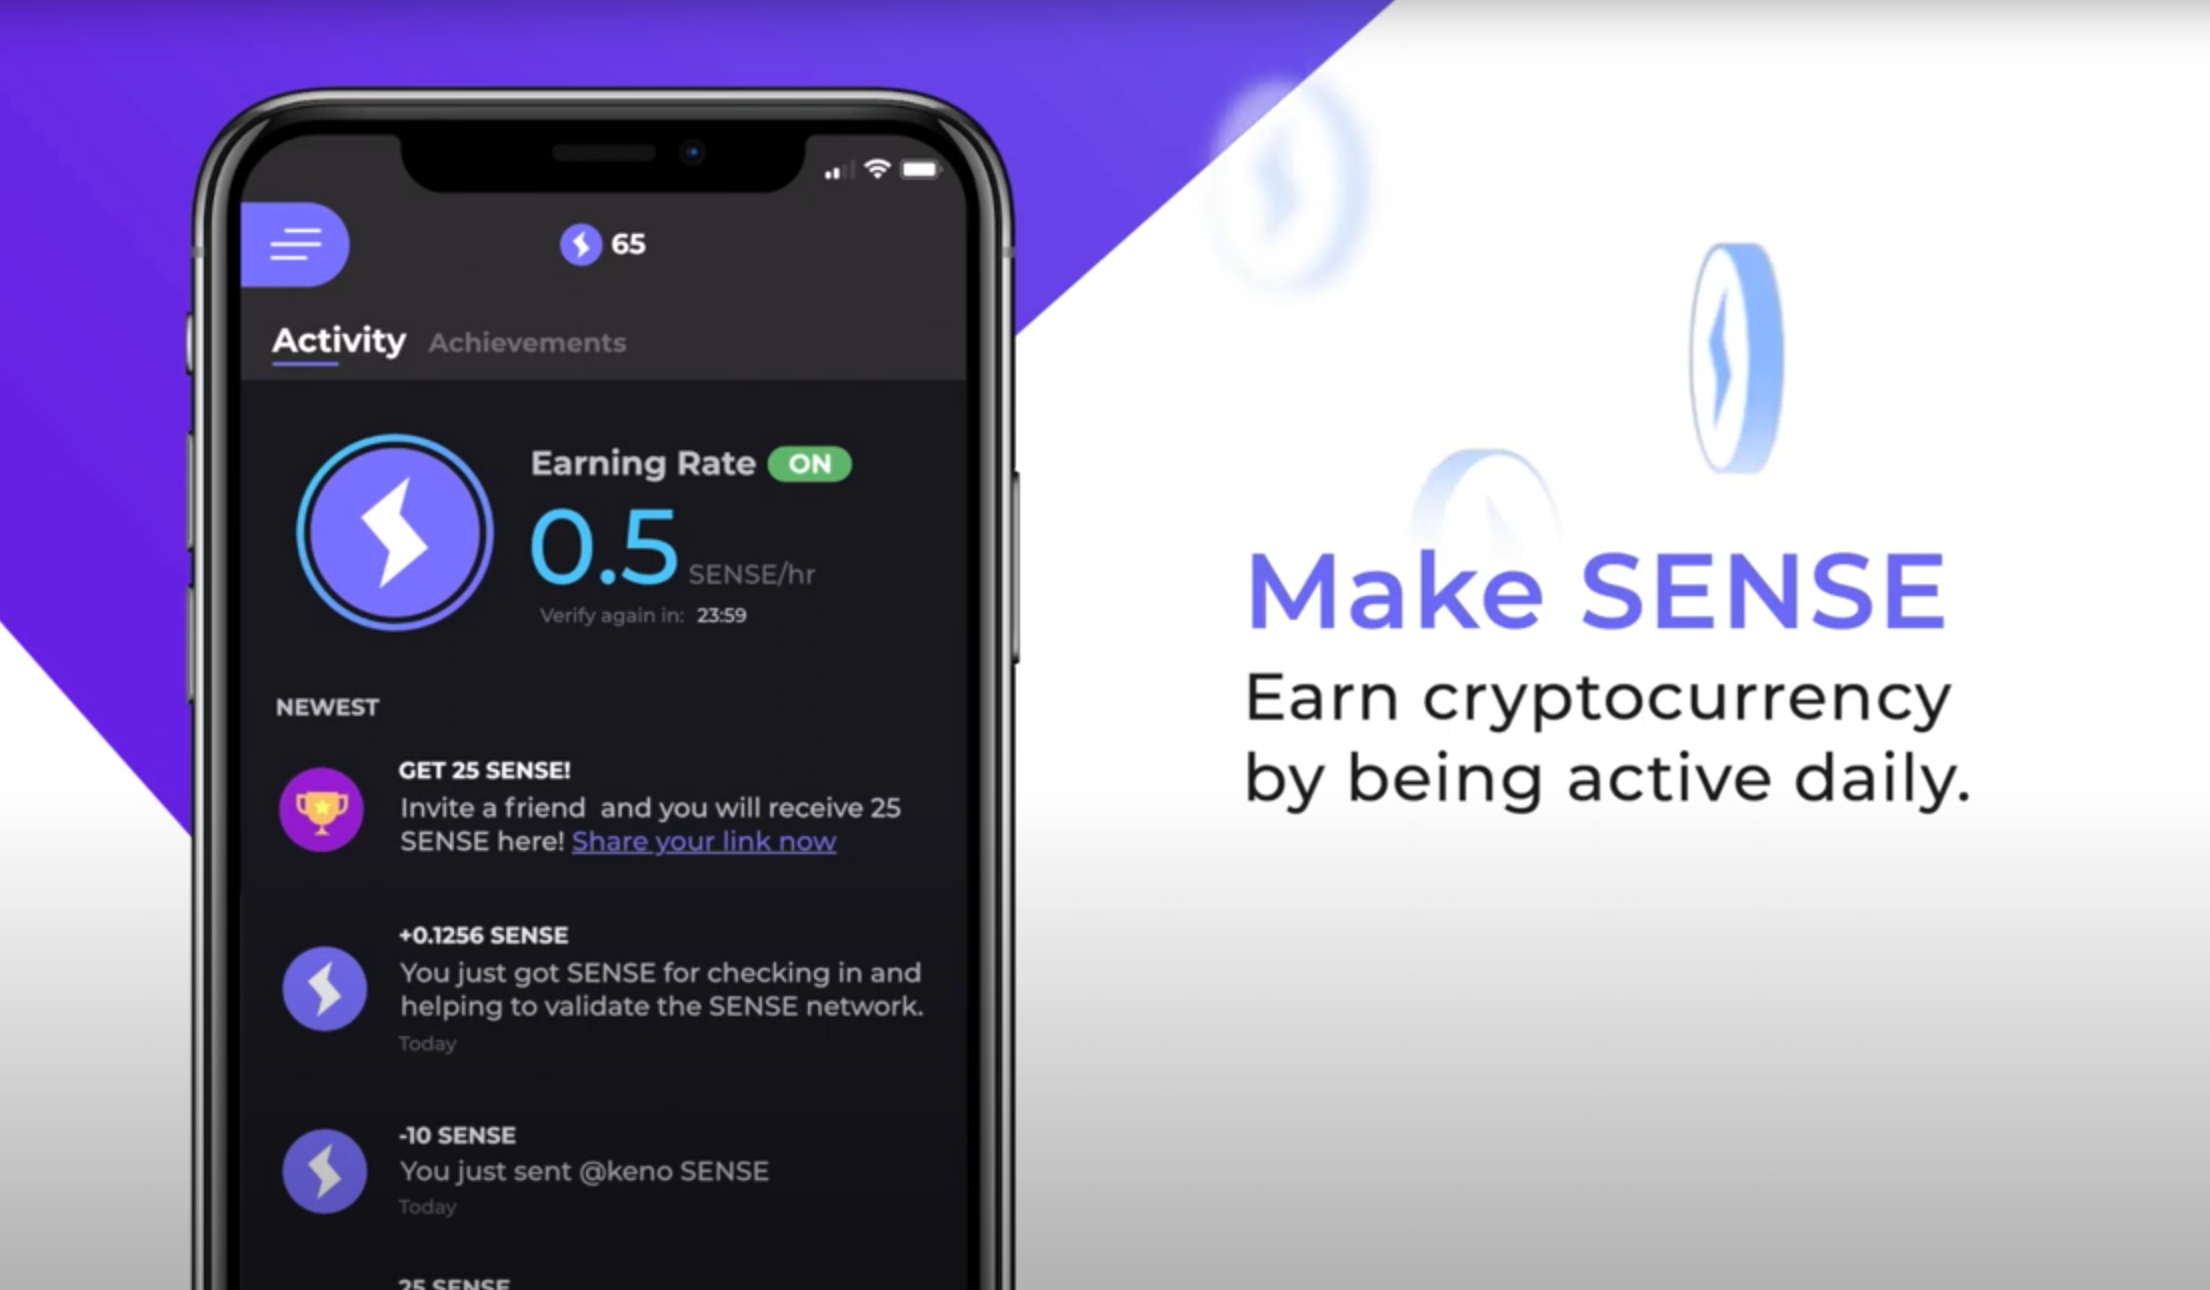 65
Activity Achievements
Earning Rate ON
0.5 SENSE/hr
Verify again in: 23:59
NEWEST
GET 25 SENSE!
Invite a friend and you will receive 25
SENSE here! Share your link now
+0.1256 SENSE
You just got SENSE for checking in and
helping to validate the SENSE network.
Today
-10 SENSE
You just sent @keno SENSE
Today
25 SENSE
Make SENSE
Earn cryptocurrency
by being active daily.